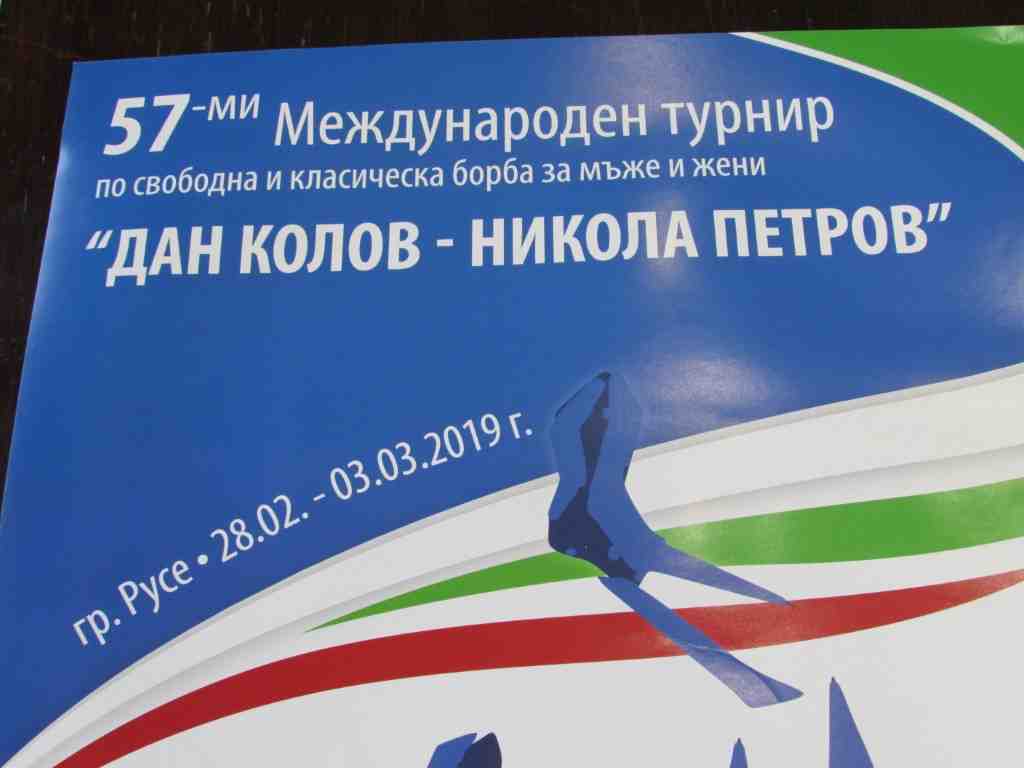 57-ми Международен турнир
по свободна и класическа борба за мъже и жени
“ДАН КОЛОВ - НИКОЛА ПЕТРОВ”
гр. Русе • 28.02. - 03.03.2019 г.